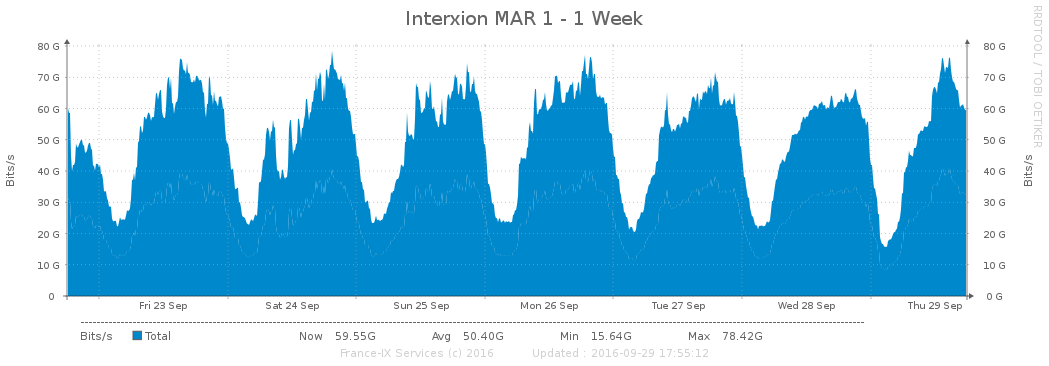 Interxion MAR 1 - 1 Week
RRDTOOL / TOBI OETIKER
Bits/s
80 G 80 G
70 G 70 G
60 G 60 G
50 G 50 G
40 G 40 G
30 G 30 G
20 G 20 G
10 G 10 G
0 0 G
Bits/s
Fri 23 Sep Sat 24 Sep Sun 25 Sep Mon 26 Sep Tue 27 Sep Wed 28 Sep Thu 29 Sep
Bits/s Total Now 59.55G Avg 50.40G Min 15.64G Max 78.42G
France-IX Services (c) 2016 Updated : 2016-09-29 17:55:12